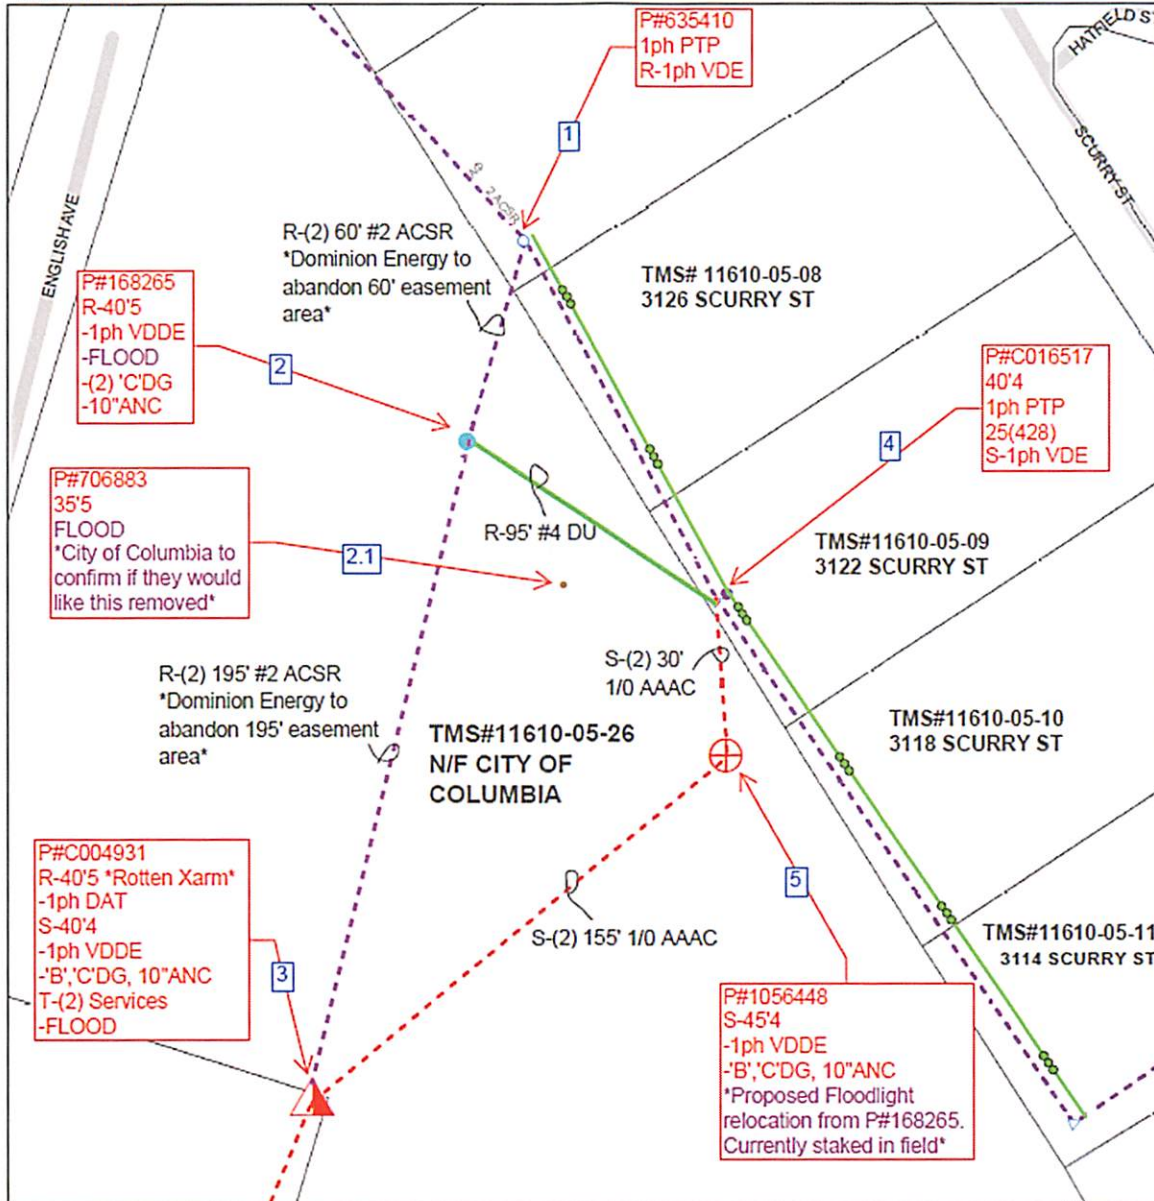 P#635410
1ph PTP
R-1ph VDE
HATFIELD ST
SCURRY ST
ENGLISH AVE
1
2 ACSR
R-(2) 60' #2 ACSR
*Dominion Energy to
abandon 60' easement
area*
TMS# 11610-05-08
3126 SCURRY ST
P#168265
R-40'5
-1ph VDDE
-FLOOD
-(2) 'C'DG
-10"ANC
2
P#C016517
40'4
1ph PTP
25(428)
S-1ph VDE
4
P#706883
35'5
FLOOD
*City of Columbia to
confirm if they would
like this removed*
2.1
R-95' #4 DU
TMS#11610-05-09
3122 SCURRY ST
S-(2) 30'
1/0 AAAC
R-(2) 195' #2 ACSR
*Dominion Energy to
abandon 195' easement
area*
TMS#11610-05-26
N/F CITY OF
COLUMBIA
TMS#11610-05-10
3118 SCURRY ST
P#C004931
R-40'5 *Rotten Xarm*
-1ph DAT
S-40'4
-1ph VDDE
-'B','C'DG, 10"ANC
T-(2) Services
-FLOOD
3
5
S-(2) 155' 1/0 AAAC
TMS#11610-05-11
3114 SCURRY ST
P#1056448
S-45'4
-1ph VDDE
-'B','C'DG, 10"ANC
*Proposed Floodlight
relocation from P#168265.
Currently staked in field*